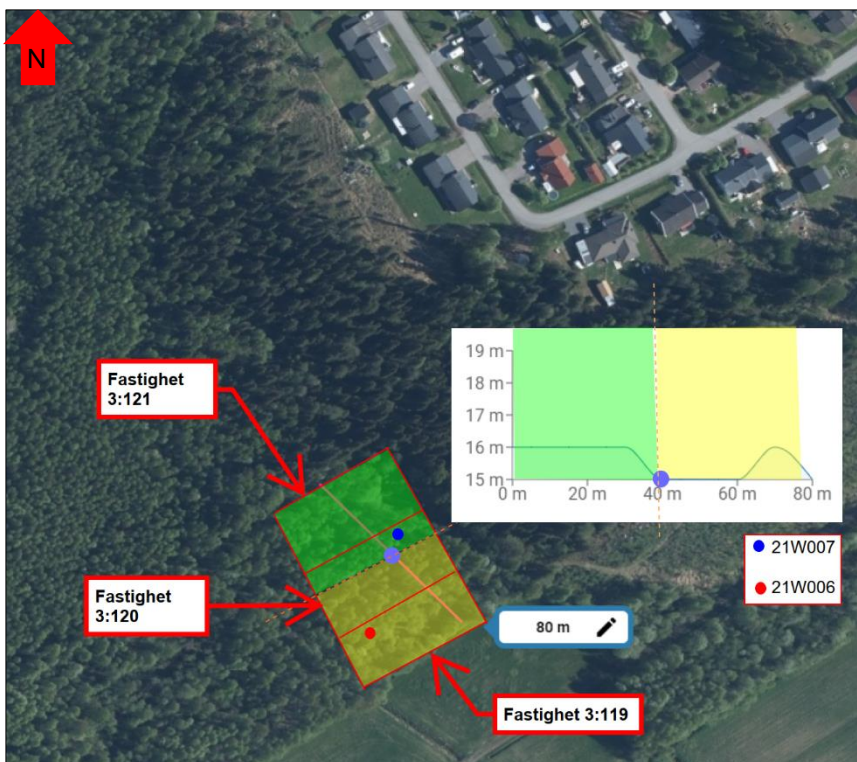 N
19 m
18 m
17 m
16 m
15 m
0 m 20 m 40 m 60 m 80 m
Fastighet
3:121
21W007
21W006
Fastighet
3:120
80 m
Fastighet 3:119